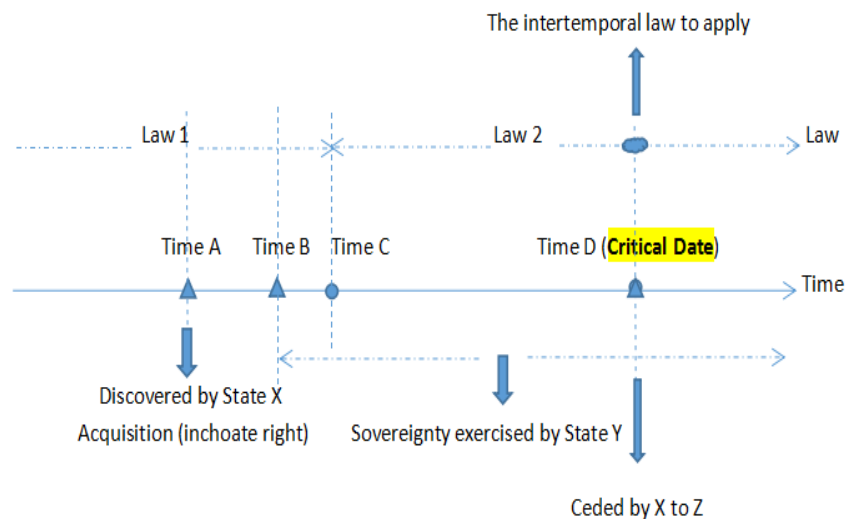 The intertemporal law to apply
Law 1
Law 2
Law
Time A
Time B
Time C
Time D (Critical Date)
Time
Discovered by State X
Acquisition (inchoate right)
Sovereignty exercised by State Y
Ceded by X to Z